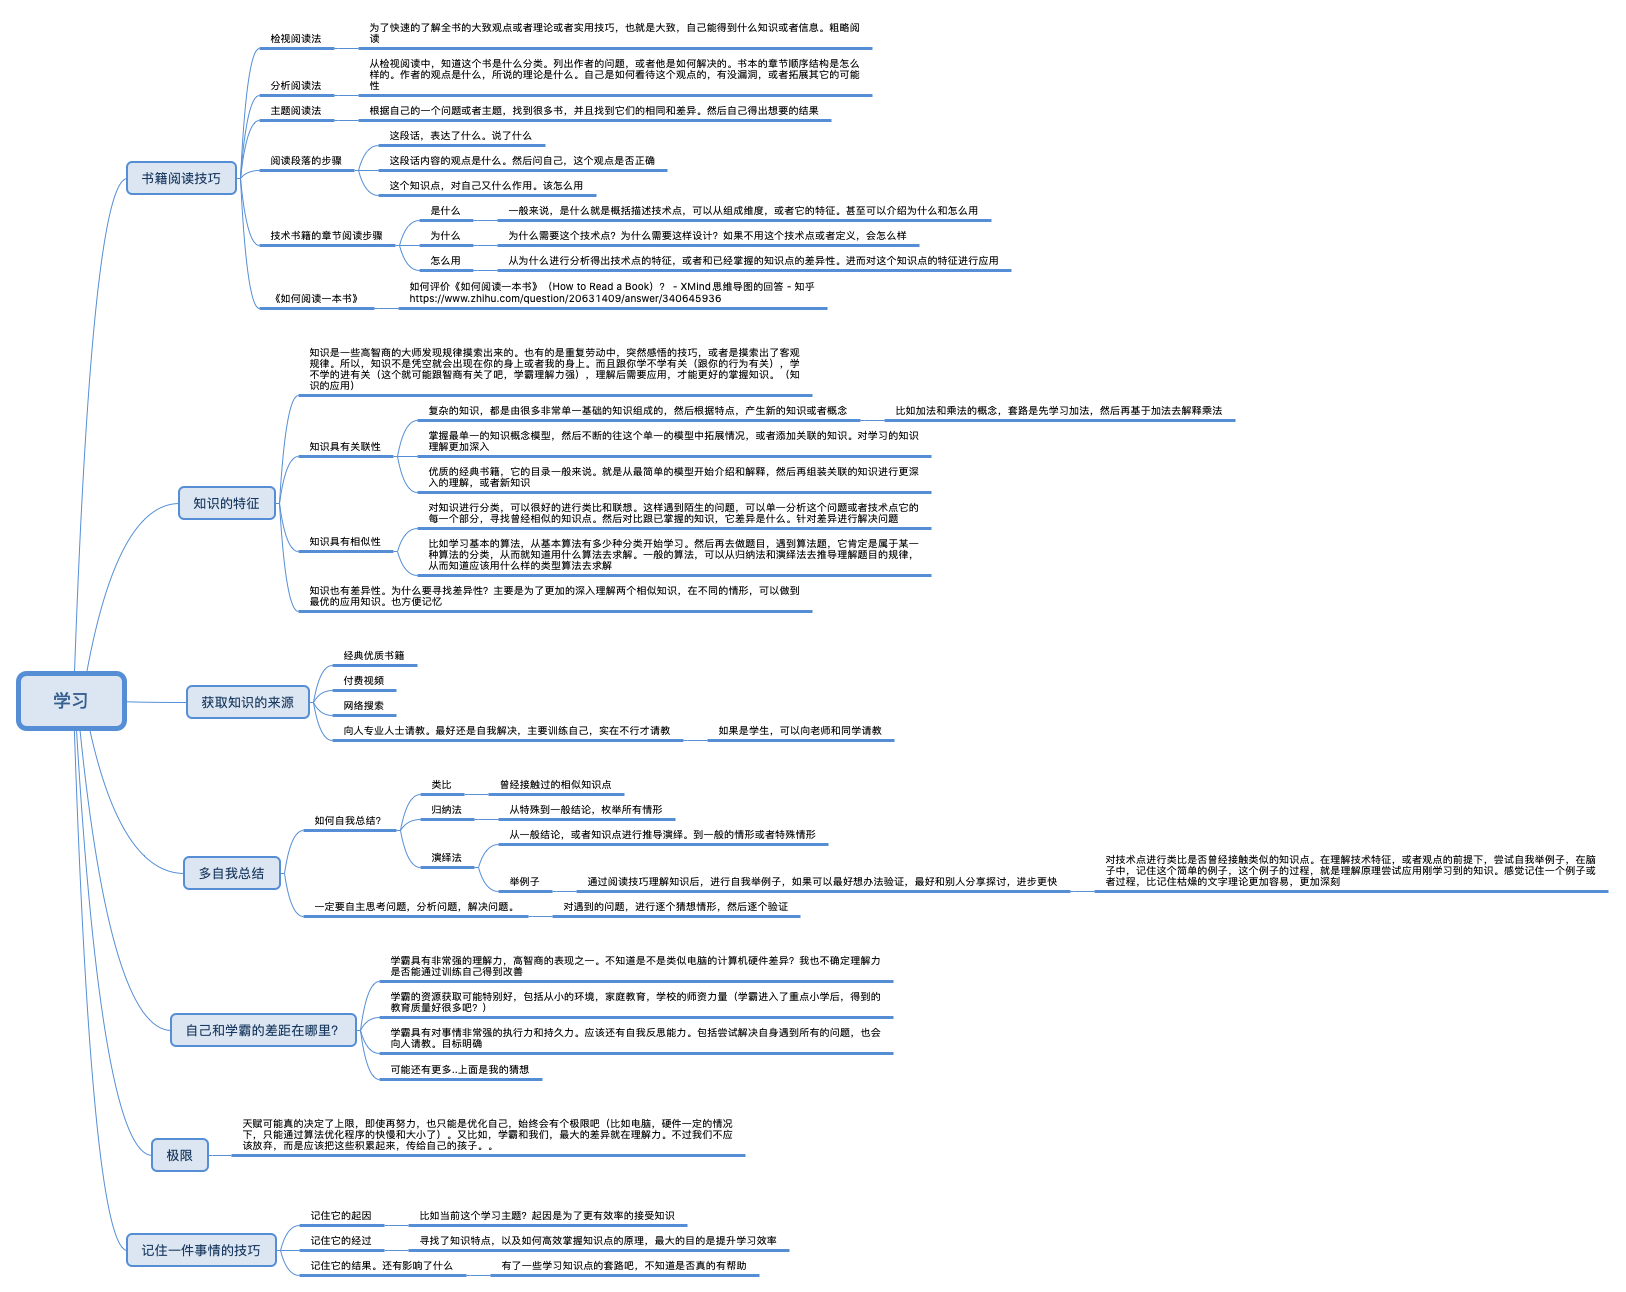 学习
书籍阅读技巧
检视阅读法
为了快速的了解全书的大致观点或者理论或者实用技巧，也就是大致，自己能得到什么知识或者信息。粗略阅
读
分析阅读法
从检视阅读中，知道这个书是什么分类。列出作者的问题，或者他是如何解决的。书本的章节顺序结构是怎么
样的。作者的观点是什么，所说的理论是什么。自己是如何看待这个观点的，有没漏洞，或者拓展其它的可能
性
主题阅读法
根据自己的一个问题或者主题，找到很多书，并且找到它们的相同和差异。然后自己得出想要的结果
阅读段落的步骤
这段话，表达了什么。说了什么
这段话内容的观点是什么。然后问自己，这个观点是否正确
这个知识点，对自己又什么作用。该怎么用
技术书籍的章节阅读步骤
是什么
一般来说，是什么就是概括描述技术点，可以从组成维度，或者它的特征。甚至可以介绍为什么和怎么用
为什么
为什么需要这个技术点？为什么需要这样设计？如果不用这个技术点或者定义，会怎么样
怎么用
从为什么进行分析得出技术点的特征，或者和已经掌握的知识点的差异性。进而对这个知识点的特征进行应用
《如何阅读一本书》
如何评价《如何阅读一本书》（How to Read a Book）？ - XMind思维导图的回答 - 知乎
https://www.zhihu.com/question/20631409/answer/340645936
知识的特征
知识是一些高智商的大师发现规律摸索出来的。也有的是重复劳动中，突然感悟的技巧，或者是摸索出了客观
规律。所以，知识不是凭空就会出现在你的身上或者我的身上。而且跟你学不学有关（跟你的行为有关），学
不学的进有关（这个就可能跟智商有关了吧，学霸理解力强），理解后需要应用，才能更好的掌握知识。（知
识的应用）
知识具有关联性
复杂的知识，都是由很多非常单一基础的知识组成的，然后根据特点，产生新的知识或者概念
比如加法和乘法的概念，套路是先学习加法，然后再基于加法去解释乘法
掌握最单一的知识概念模型，然后不断的往这个单一的模型中拓展情况，或者添加关联的知识。对学习的知识
理解更加深入
优质的经典书籍，它的目录一般来说。就是从最简单的模型开始介绍和解释，然后再组装关联的知识进行更深
入的理解，或者新知识
知识具有相似性
对知识进行分类，可以很好的进行类比和联想。这样遇到陌生的问题，可以单一分析这个问题或者技术点它的
每一个部分，寻找曾经相似的知识点。然后对比跟已掌握的知识，它差异是什么。针对差异进行解决问题
比如学习基本的算法，从基本算法有多少种分类开始学习。然后再去做题目，遇到算法题，它肯定是属于某一
种算法的分类，从而就知道用什么算法去求解。一般的算法，可以从归纳法和演绎法去推导理解题目的规律，
从而知道应该用什么样的类型算法去求解
知识也有差异性。为什么要寻找差异性？主要是为了更加的深入理解两个相似知识，在不同的情形，可以做到
最优的应用知识。也方便记忆
获取知识的来源
经典优质书籍
付费视频
网络搜索
向人专业人士请教。最好还是自我解决，主要训练自己，实在不行才请教
如果是学生，可以向老师和同学请教
多自我总结
如何自我总结？
类比
曾经接触过的相似知识点
归纳法
从特殊到一般结论，枚举所有情形
演绎法
从一般结论，或者知识点进行推导演绎。到一般的情形或者特殊情形
举例子
通过阅读技巧理解知识后，进行自我举例子，如果可以最好想办法验证，最好和别人分享探讨，进步更快
对技术点进行类比是否曾经接触类似的知识点。在理解技术特征，或者观点的前提下，尝试自我举例子，在脑
子中，记住这个简单的例子，这个例子的过程，就是理解原理尝试应用刚学习到的知识。感觉记住一个例子或
者过程，比记住枯燥的文字理论更加容易，更加深刻
一定要自主思考问题，分析问题，解决问题。
对遇到的问题，进行逐个猜想情形，然后逐个验证
自己和学霸的差距在哪里？
学霸具有非常强的理解力，高智商的表现之一。不知道是不是类似电脑的计算机硬件差异？我也不确定理解力
是否能通过训练自己得到改善
学霸的资源获取可能特别好，包括从小的环境，家庭教育，学校的师资力量（学霸进入了重点小学后，得到的
教育质量好很多吧？）
学霸具有对事情非常强的执行力和持久力。应该还有自我反思能力。包括尝试解决自身遇到所有的问题，也会
向人请教。目标明确
可能还有更多..上面是我的猜想
极限
天赋可能真的决定了上限，即使再努力，也只能是优化自己，始终会有个极限吧（比如电脑，硬件一定的情况
下，只能通过算法优化程序的快慢和大小了）。又比如，学霸和我们，最大的差异就在理解力。不过我们不应
该放弃，而是应该把这些积累起来，传给自己的孩子。。
记住一件事情的技巧
记住它的起因
比如当前这个学习主题？起因是为了更有效率的接受知识
记住它的经过
寻找了知识特点，以及如何高效掌握知识点的原理，最大的目的是提升学习效率
记住它的结果。还有影响了什么
有了一些学习知识点的套路吧，不知道是否真的有帮助